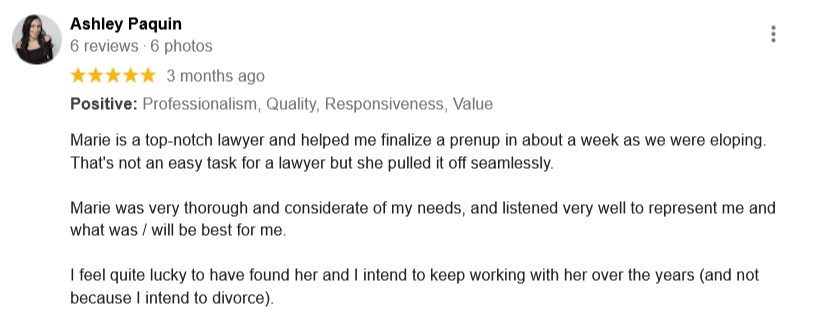 Ashley Paquin
6 reviews · 6 photos
3 months ago
Positive: Professionalism, Quality, Responsiveness, Value
Marie is a top-notch lawyer and helped me finalize a prenup in about a week as we were eloping.
That's not an easy task for a lawyer but she pulled it off seamlessly.
Marie was very thorough and considerate of my needs, and listened very well to represent me and
what was / will be best for me.
I feel quite lucky to have found her and I intend to keep working with her over the years (and not
because I intend to divorce).